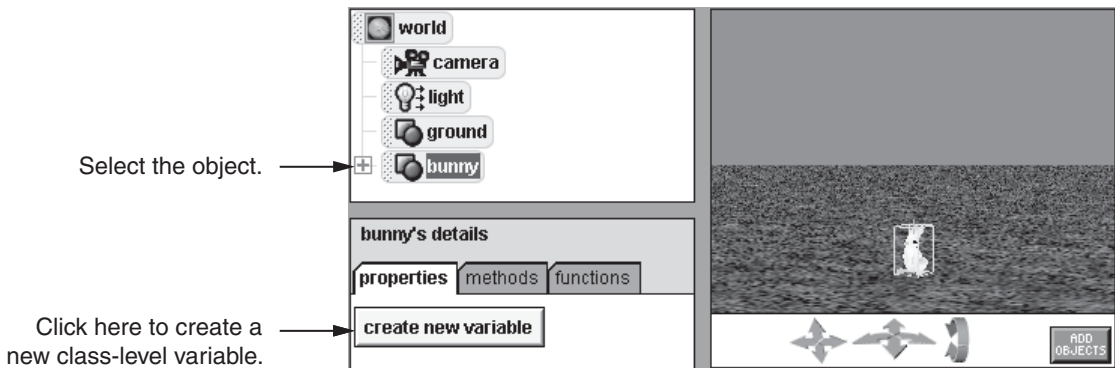 world
camera
light
ground
Select the object.
bunny
bunny's details
properties methods functions
Click here to create a
new class-level variable.
create new variable
ADD
OBJECTS